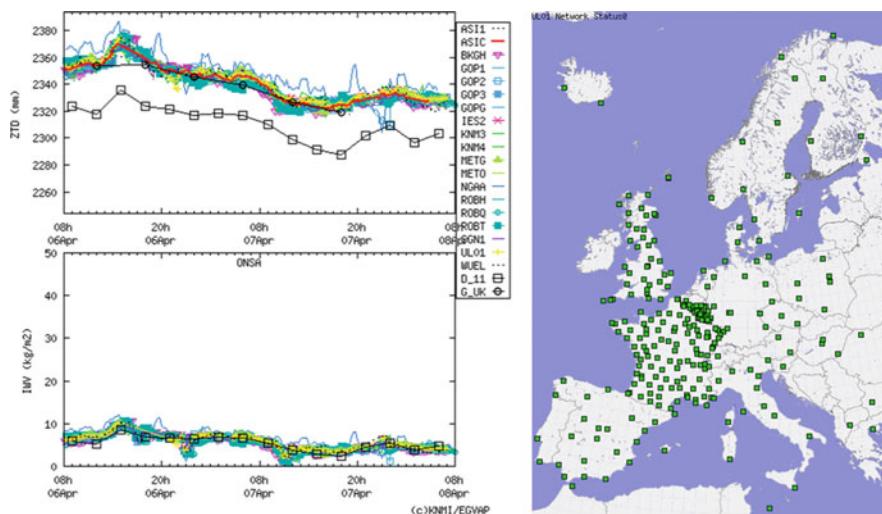 ZTD (mm)
2380
2360
2340
2320
2300
2280
2260
08h
06Apr
20h
06Apr
08h
07Apr
20h
07Apr
08h
08Apr
ASI1
ASIC
BKGH
GOP1
GOP2
GOP3
GOPG
IES2
KNM3
KNM4
METG
METO
NGAA
ROBH
ROBQ
ROBT
SGN1
ULO1
WUEL
D_11
G_UK
ONSA
IWV (kg/m2)
50
40
30
20
10
0
08h
06Apr
20h
06Apr
08h
07Apr
20h
07Apr
08h
08Apr
(c)KNMI/EGVAP
ULO1 Network Status@